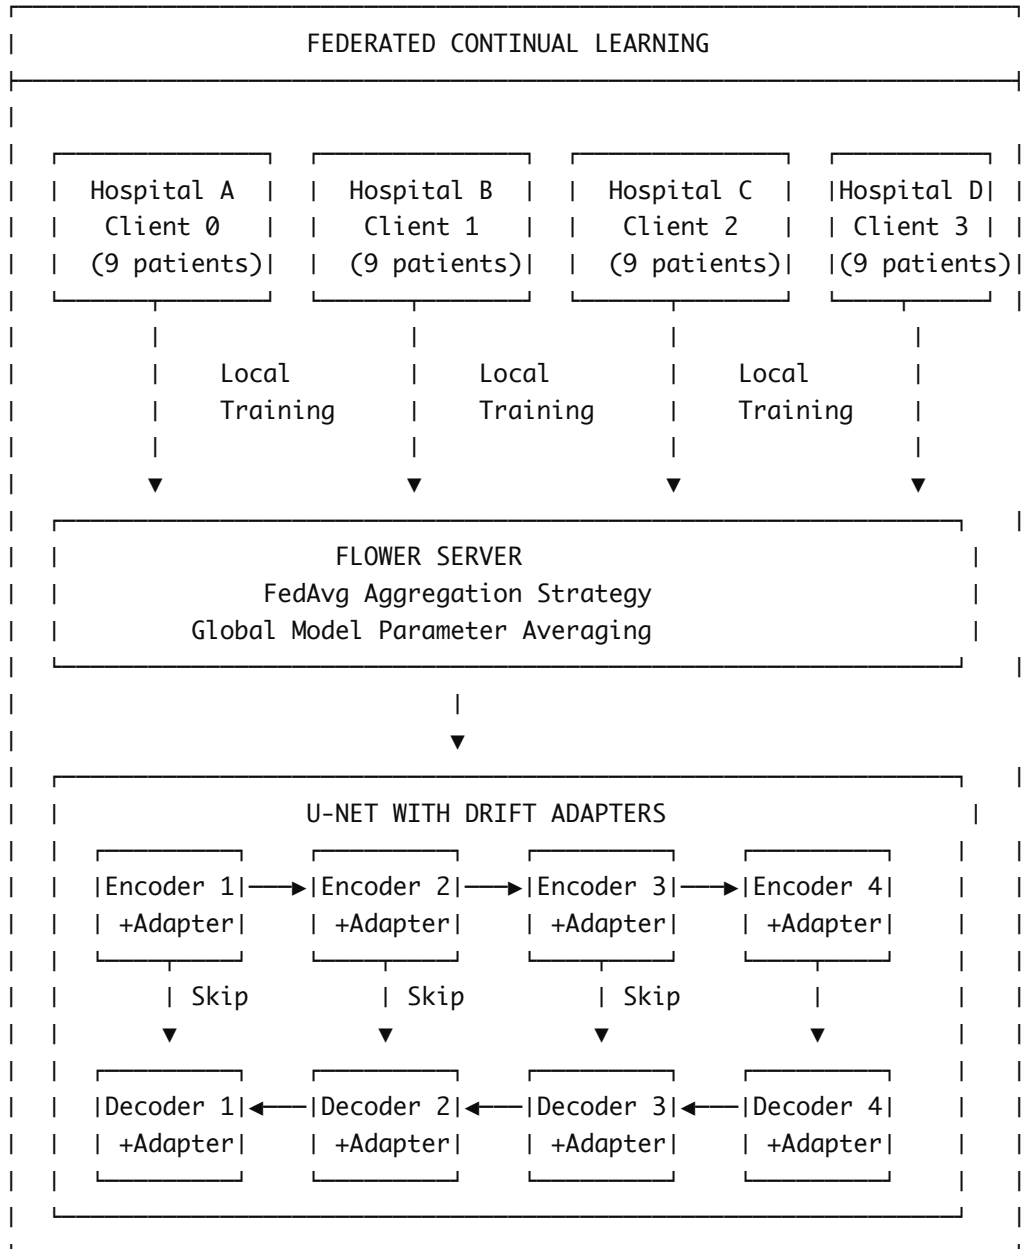 FEDERATED CONTINUAL LEARNING
Hospital A Hospital B Hospital C Hospital D
Client 0 Client 1 Client 2 Client 3
(9 patients) (9 patients) (9 patients) (9 patients)
Local Local Local
Training Training Training
FLOWER SERVER
FedAvg Aggregation Strategy
Global Model Parameter Averaging
U-NET WITH DRIFT ADAPTERS
Encoder 1 Encoder 2 Encoder 3 Encoder 4
+Adapter +Adapter +Adapter +Adapter
Skip Skip Skip
Decoder 1 Decoder 2 Decoder 3 Decoder 4
+Adapter +Adapter +Adapter +Adapter